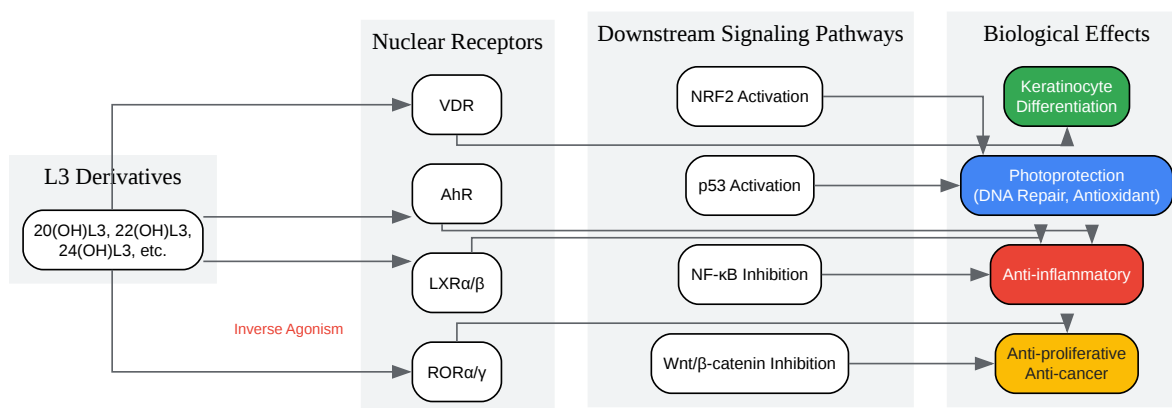 L3 Derivatives
20(OH)L3, 22(OH)L3,
24(OH)L3, etc.
Inverse Agonism
Nuclear Receptors
VDR
AhR
LXRα/β
RORα/γ
Downstream Signaling Pathways
NRF2 Activation
p53 Activation
NF-κB Inhibition
Wnt/β-catenin Inhibition
Biological Effects
Keratinocyte
Differentiation
Photoprotection
(DNA Repair, Antioxidant)
Anti-inflammatory
Anti-proliferative
Anti-cancer